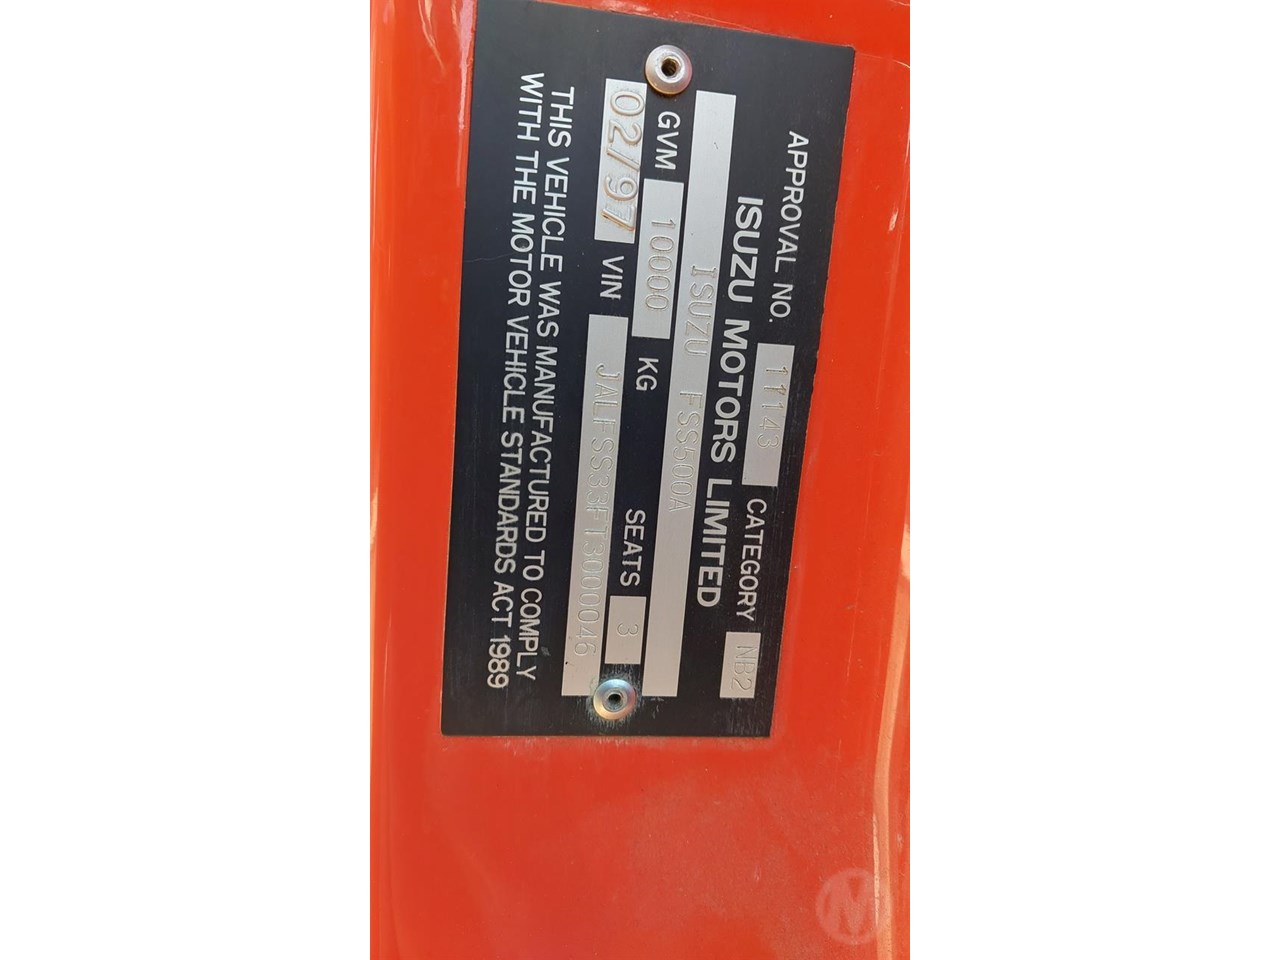 APPROVAL NO. 11143 CATEGORY NB2
ISUZU MOTORS LIMITED
ISUZU FSS500A
GVM 10000 KG SEATS 3
02/97 VIN JALFSS33FT3000046
THIS VEHICLE WAS MANUFACTURED TO COMPLY
WITH THE MOTOR VEHICLE STANDARDS ACT 1989
M